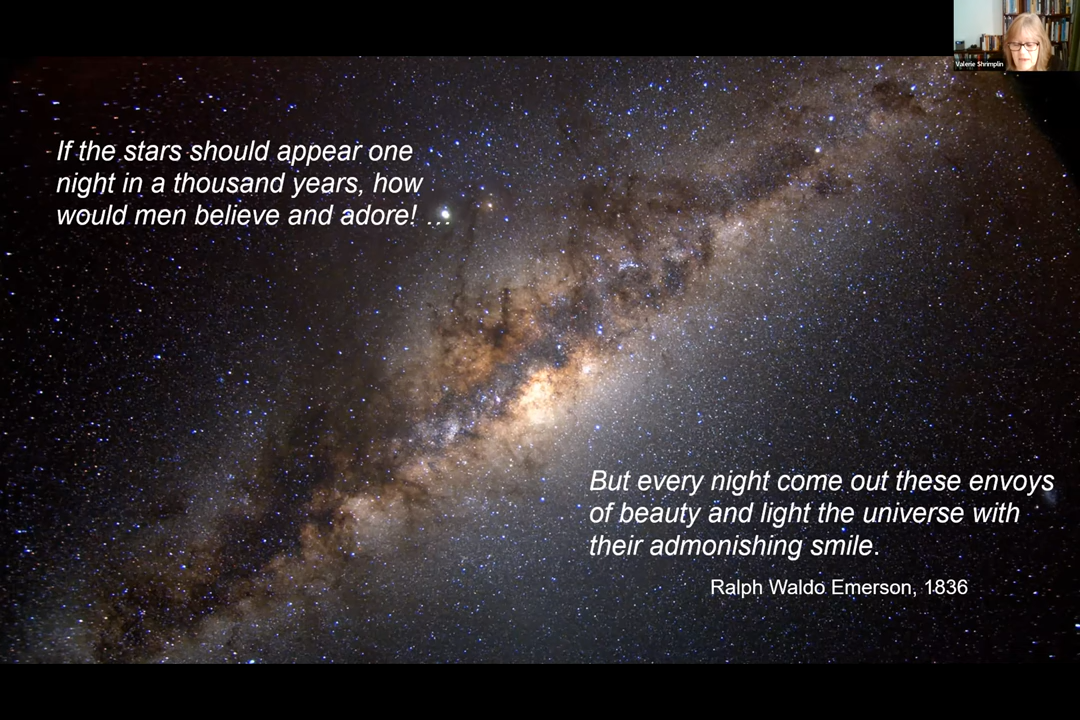 Valerie Shrimplin
If the stars should appear one
night in a thousand years, how
would men believe and adore! …
But every night come out these envoys
of beauty and light the universe with
their admonishing smile.
Ralph Waldo Emerson, 1836